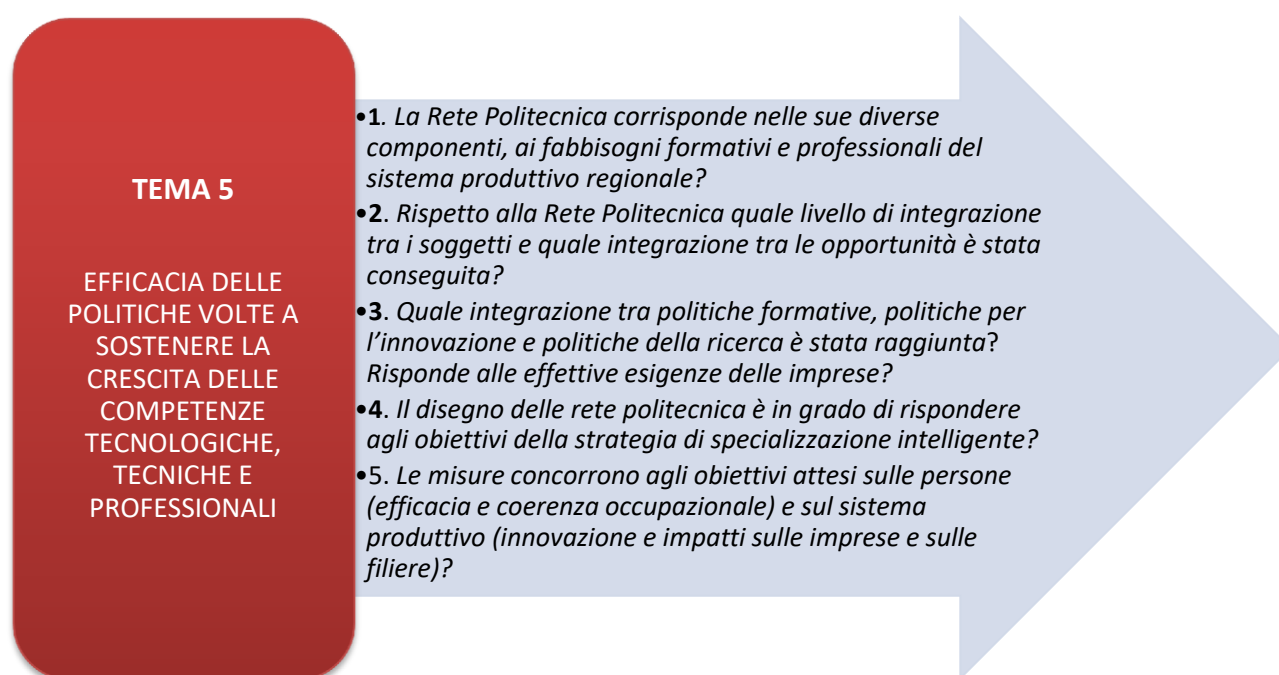 TEMA 5
EFFICACIA DELLE
POLITICHE VOLTE A
SOSTENERE LA
CRESCITA DELLE
COMPETENZE
TECNOLOGICHE,
TECNICHE E
PROFESSIONALI
•1. La Rete Politecnica corrisponde nelle sue diverse
componenti, ai fabbisogni formativi e professionali del
sistema produttivo regionale?
•2. Rispetto alla Rete Politecnica quale livello di integrazione
tra i soggetti e quale integrazione tra le opportunità è stata
conseguita?
•3. Quale integrazione tra politiche formative, politiche per
l’innovazione e politiche della ricerca è stata raggiunta?
Risponde alle effettive esigenze delle imprese?
•4. Il disegno delle rete politecnica è in grado di rispondere
agli obiettivi della strategia di specializzazione intelligente?
•5. Le misure concorrono agli obiettivi attesi sulle persone
(efficacia e coerenza occupazionale) e sul sistema
produttivo (innovazione e impatti sulle imprese e sulle
filiere)?